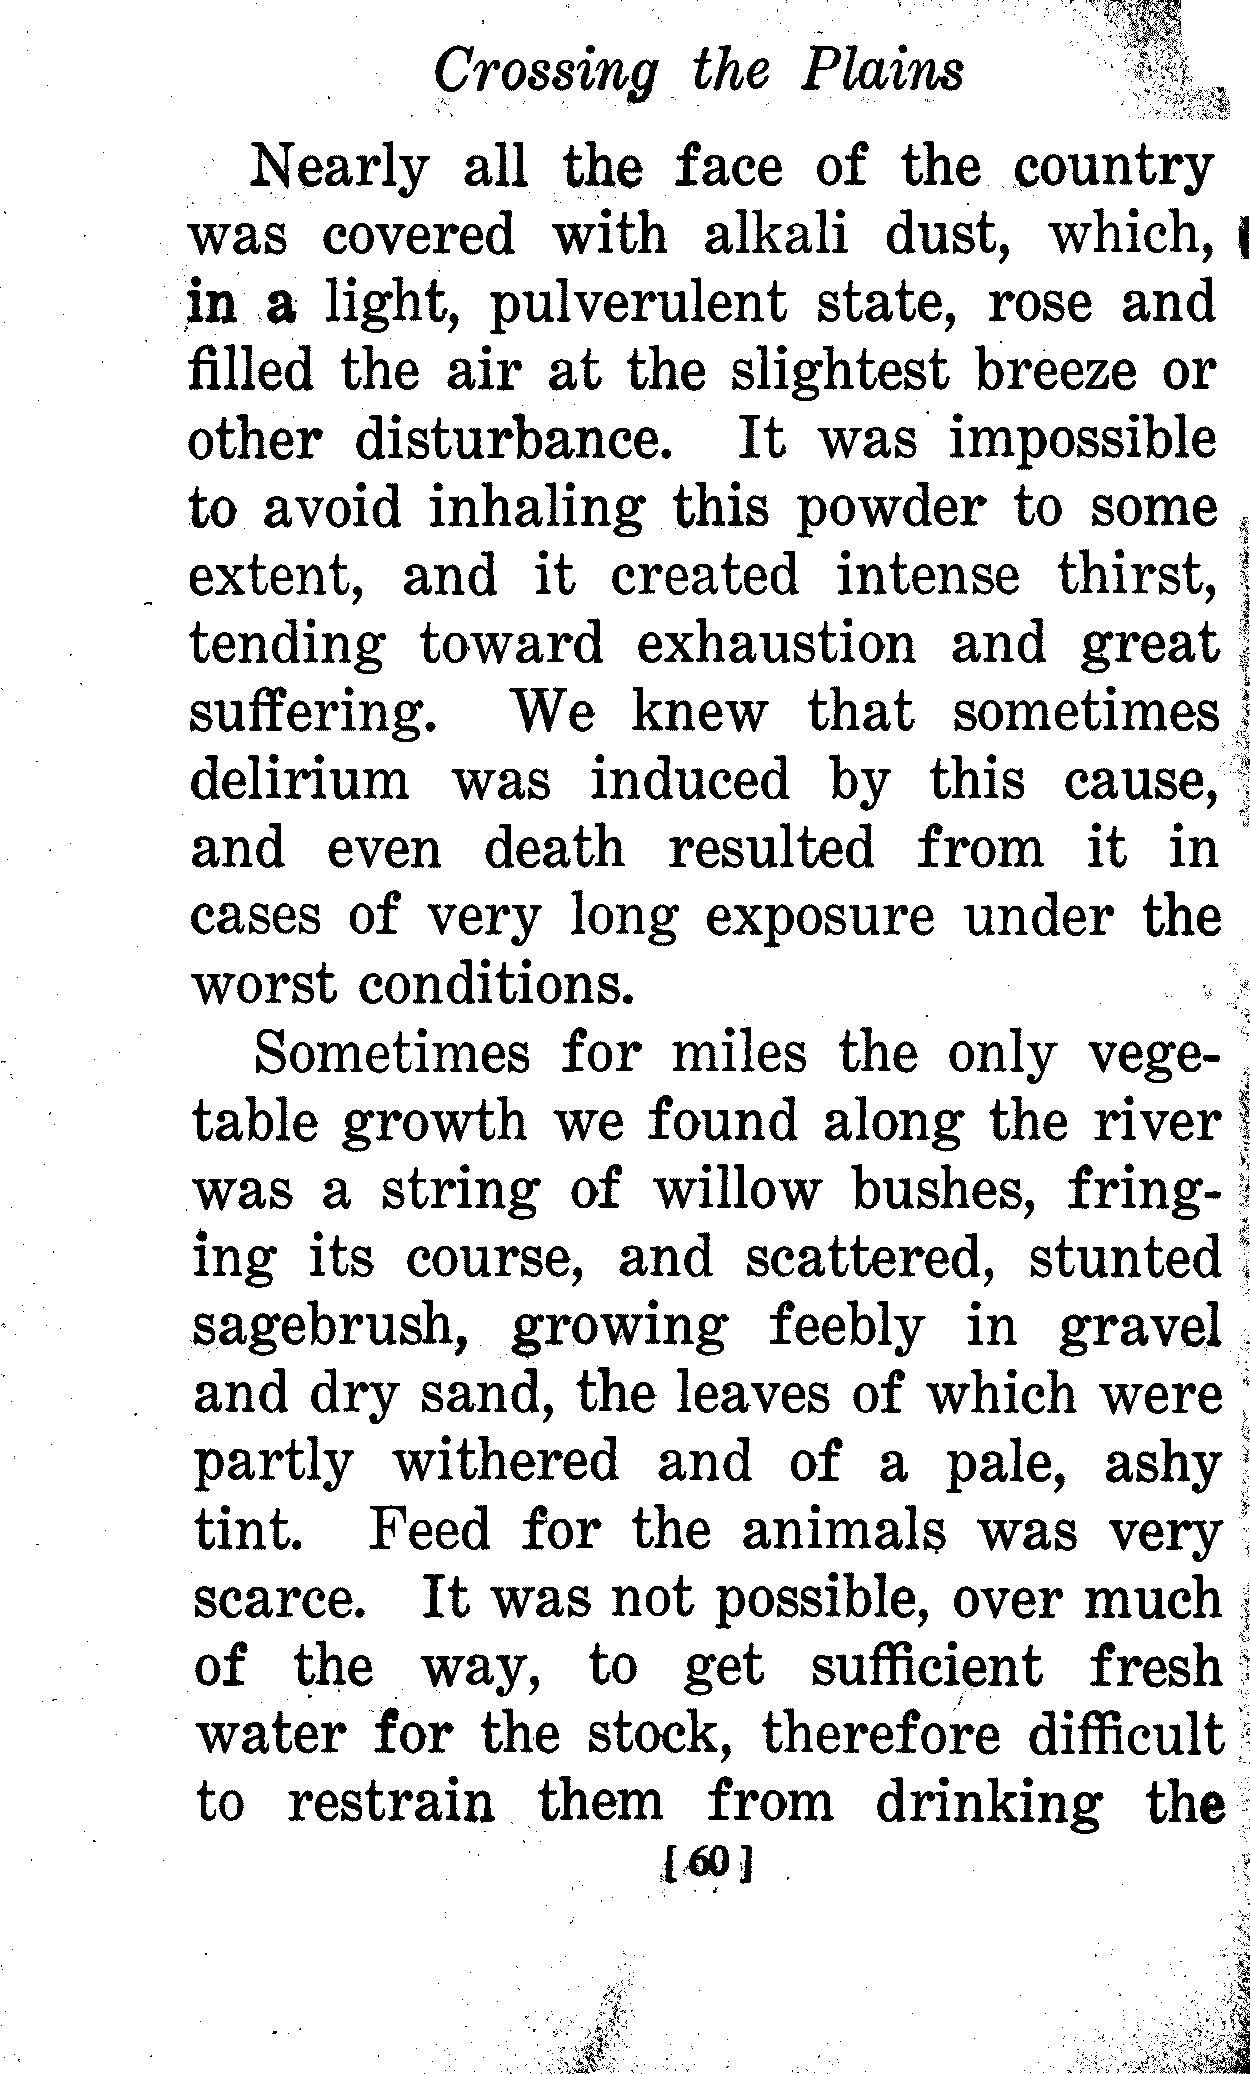 Crossing the Plains
Nearly all the face of the country
was covered with alkali dust, which,
in a light, pulverulent state, rose and
filled the air at the slightest breeze or
other disturbance. It was impossible
to avoid inhaling this powder to some
extent, and it created intense thirst,
tending toward exhaustion and great
suffering. We knew that sometimes
delirium was induced by this cause,
and even death resulted from it in
cases of very long exposure under the
worst conditions.
Sometimes for miles the only vege-
table growth we found along the river
was a string of willow bushes, fring-
ing its course, and scattered, stunted
sagebrush, growing feebly in gravel
and dry sand, the leaves of which were
partly withered and of a pale, ashy
tint. Feed for the animals was very
scarce. It was not possible, over much
of the way, to get sufficient fresh
water for the stock, therefore difficult
to restrain them from drinking the
[60]